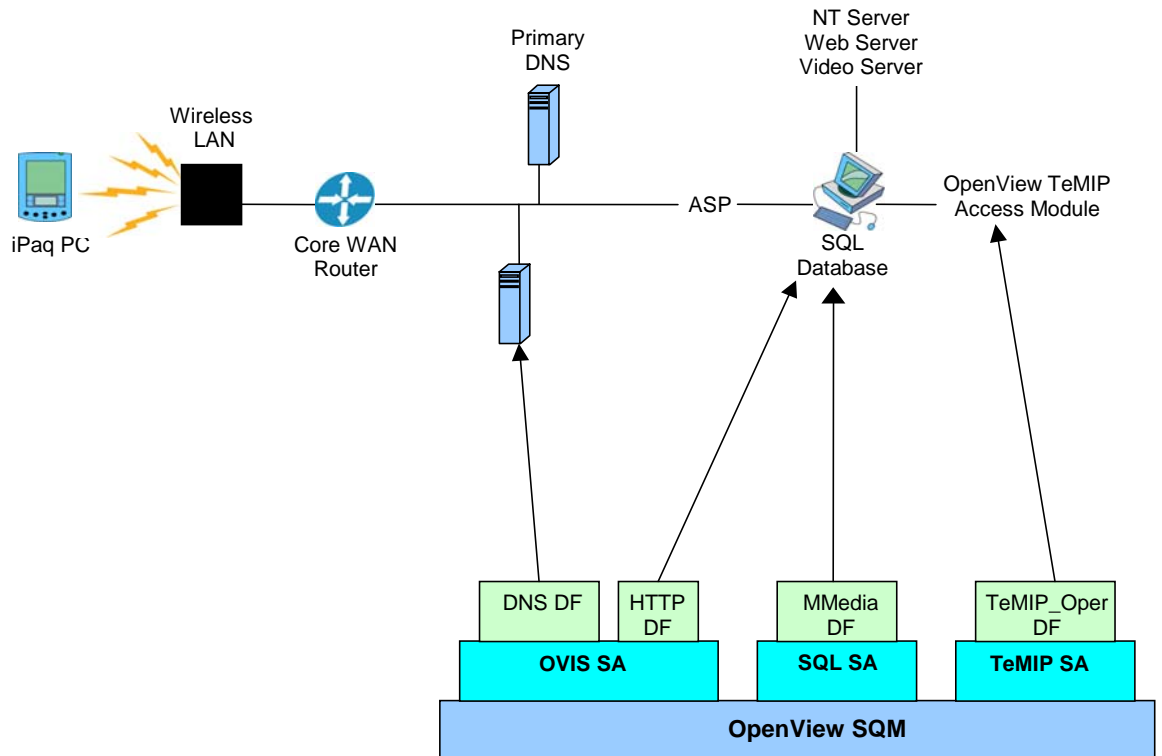 NT Server
Web Server
Video Server
Primary
DNS
Wireless
LAN
iPaq PC
Core WAN
Router
ASP
SQL
Database
OpenView TeMIP
Access Module
DNS DF
HTTP
DF
MMedia
DF
TeMIP_Oper
DF
OVIS SA
SQL SA
TeMIP SA
OpenView SQM